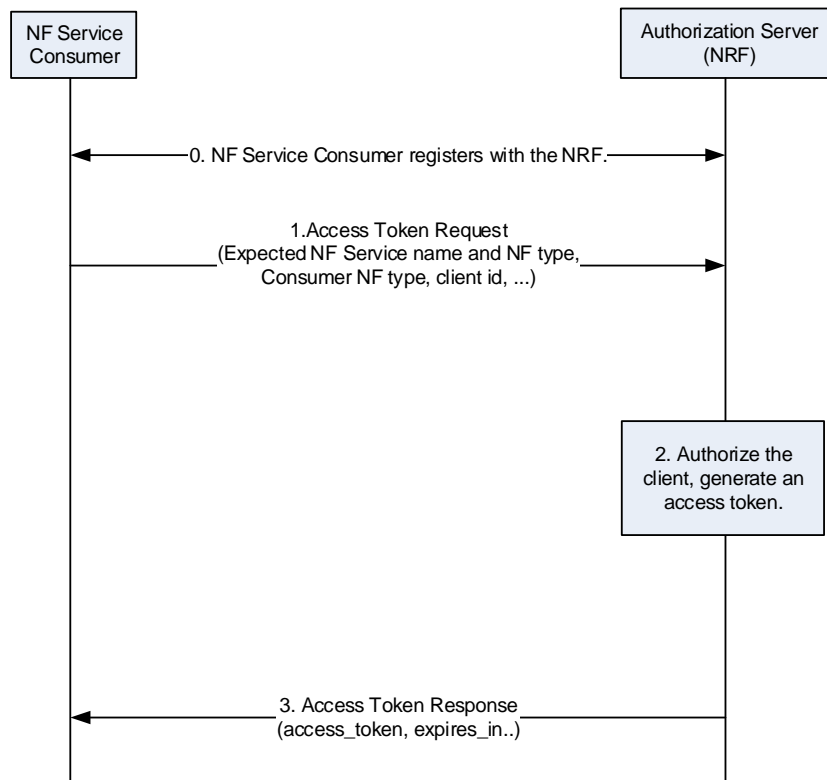 NF Service
Consumer
Authorization Server
(NRF)
0. NF Service Consumer registers with the NRF.
1.Access Token Request
(Expected NF Service name and NF type,
Consumer NF type, client id, ...)
2. Authorize the
client, generate an
access token.
3. Access Token Response
(access_token, expires_in..)